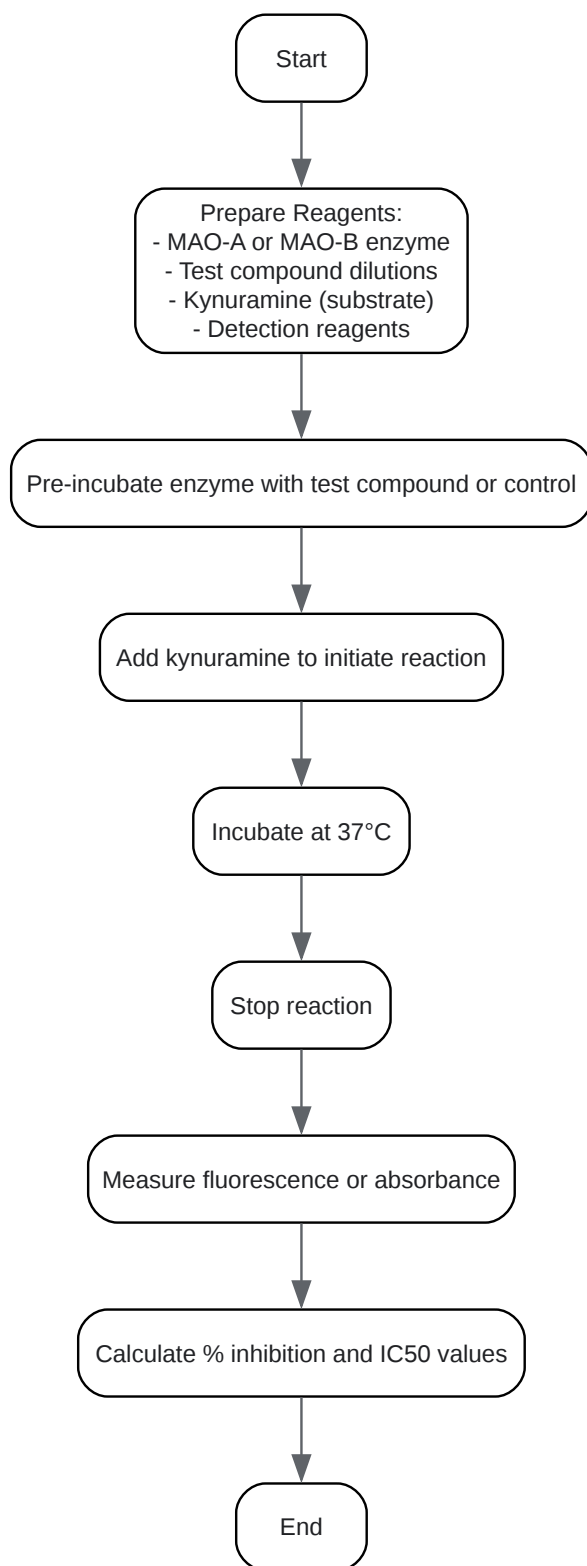 Start
Prepare Reagents:
- MAO-A or MAO-B enzyme
- Test compound dilutions
- Kynuramine (substrate)
- Detection reagents
Pre-incubate enzyme with test compound or control
Add kynuramine to initiate reaction
Incubate at 37°C
Stop reaction
Measure fluorescence or absorbance
Calculate % inhibition and IC50 values
End